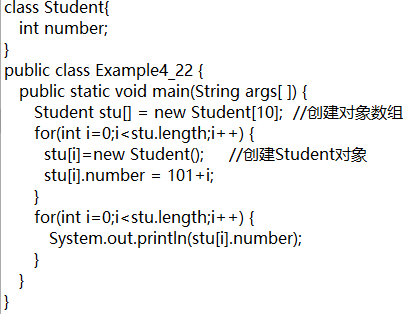 class Student{
int number;
}
public class Example4_22 {
public static void main(String args[ ]) {
Student stu[] = new Student[10]; //创建对象数组
for(int i=0;i<stu.length;i++) {
stu[i]=new Student(); //创建Student对象
stu[i].number = 101+i;
}
for(int i=0;i<stu.length;i++) {
System.out.println(stu[i].number);
}
}
}